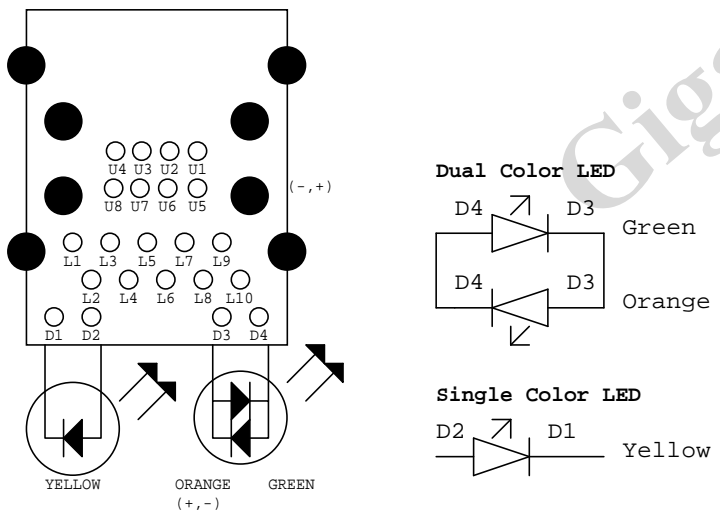 U4 U3 U2 U1
U8 U7 U6 U5
(-,+)
L1 L3 L5 L7 L9
L2 L4 L6 L8 L10
D1 D2 D3 D4
YELLOW ORANGE GREEN
(+,-)
Dual Color LED
D4 D3 Green
D4 D3 Orange
Single Color LED
D2 D1 Yellow
Giga